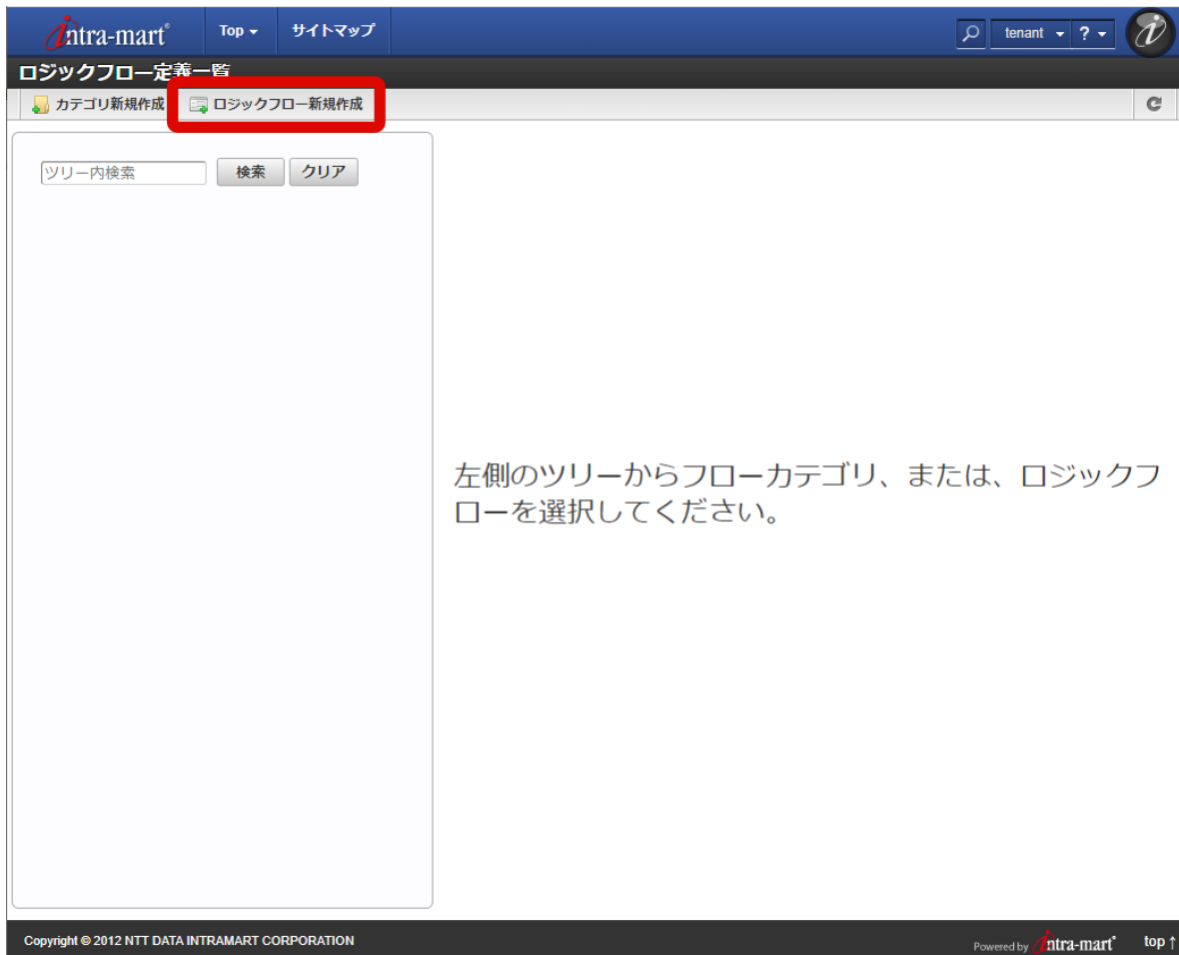 intra-mart® Top サイトマップ tenant ?
ロジックフロー定義一覧
カテゴリ新規作成 ロジックフロー新規作成
ツリー内検索 検索 クリア
左側のツリーからフローカテゴリ、または、ロジックフ
ローを選択してください。
Copyright © 2012 NTT DATA INTRAMART CORPORATION Powered by intra-mart® top ↑